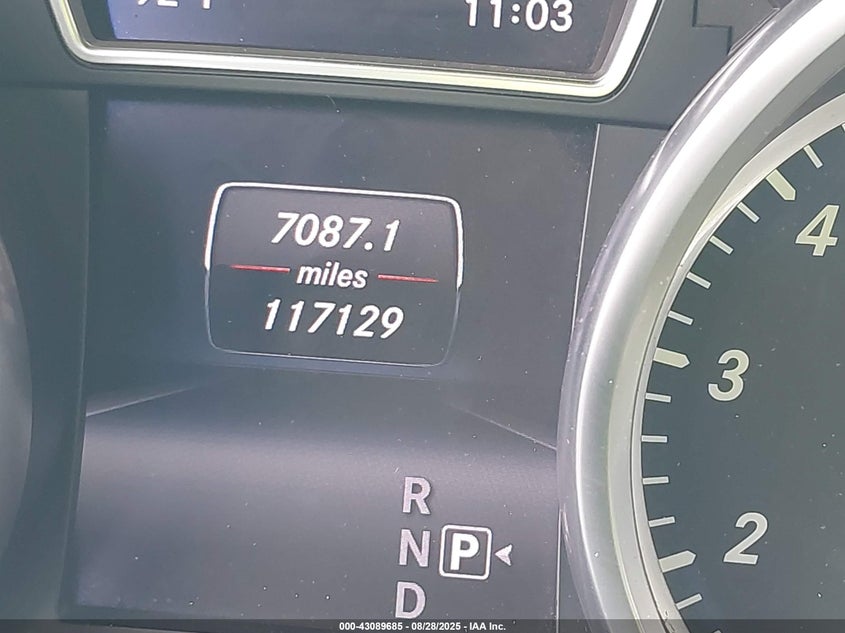 11:03
7087.1
miles
117129
4
3
2
R
N P
D
000-43089685 - 08/28/2025 - IAA Inc.